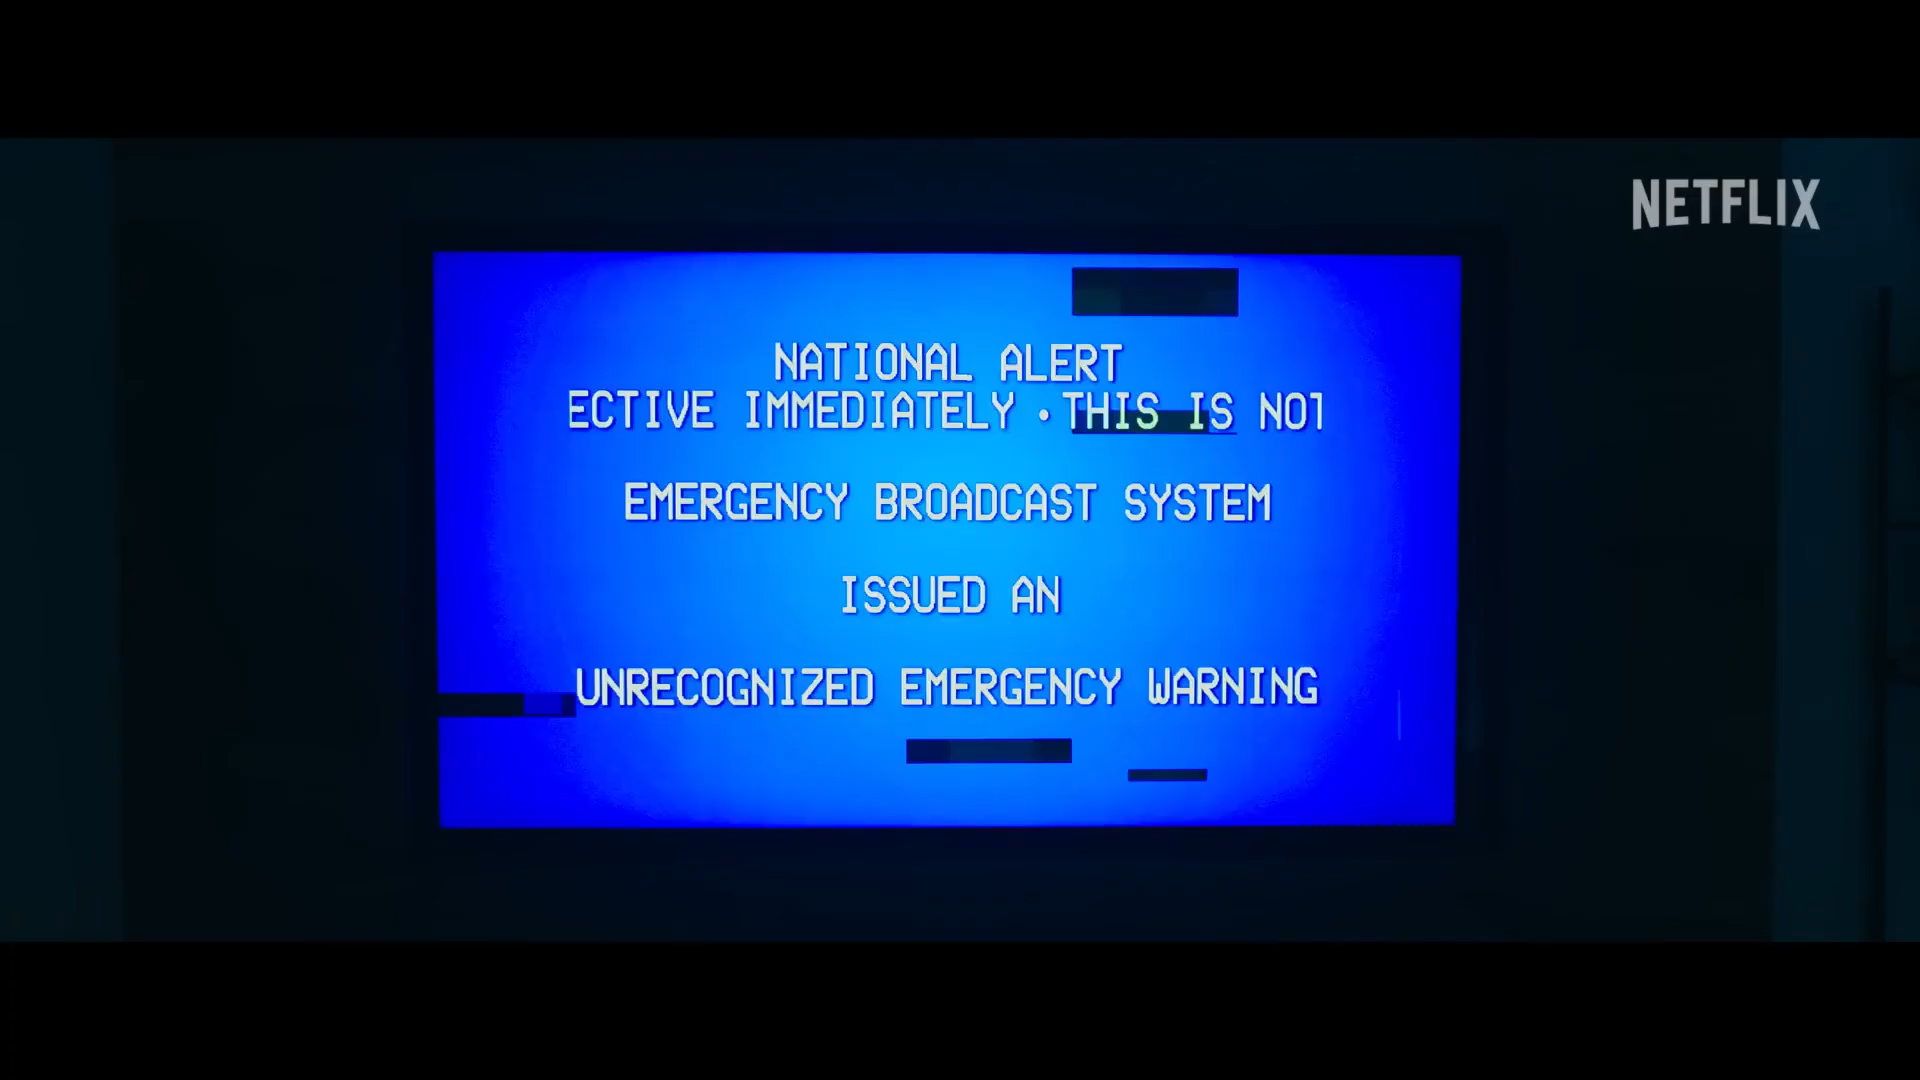 NETFLIX
NATIONAL ALERT
ECTIVE IMMEDIATELY • THIS IS NOT
EMERGENCY BROADCAST SYSTEM
ISSUED AN
UNRECOGNIZED EMERGENCY WARNING